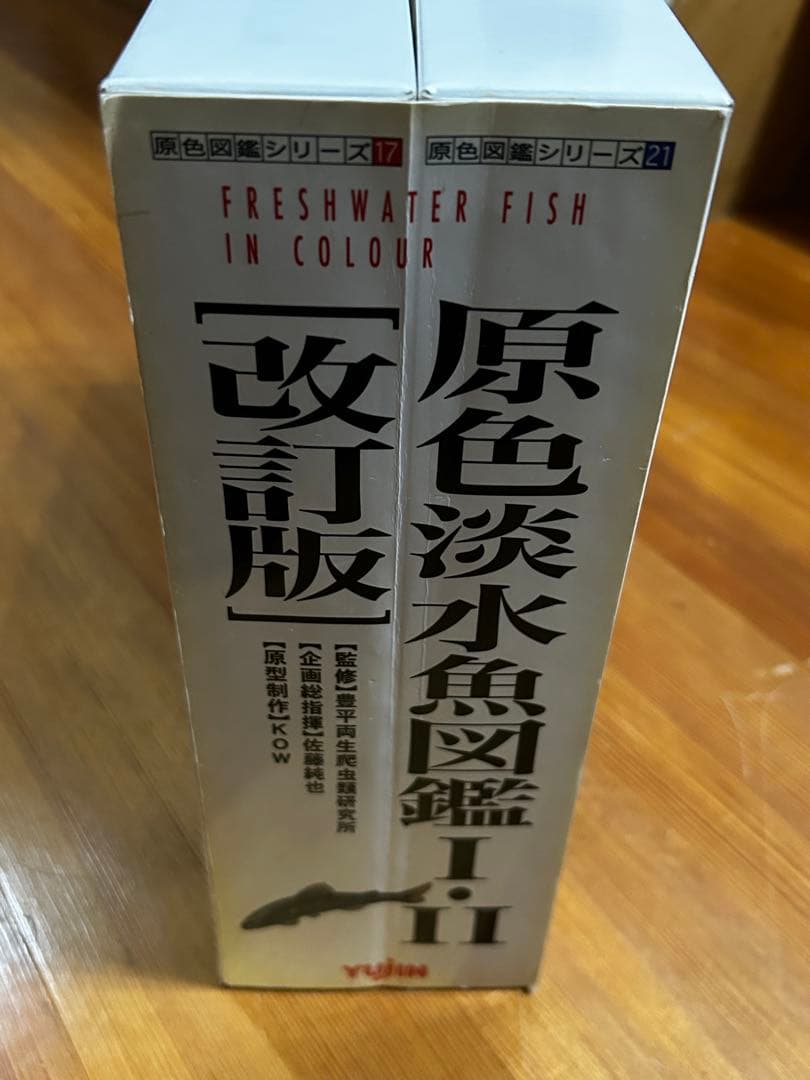 原色図鑑シリーズ17
原色図鑑シリーズ21
FRESHWATER FISH
IN COLOUR
原色淡水魚図鑑I・II
[改訂版]
【監修】豊平両生爬虫類研究所
【企画総指揮】佐藤純也
【原型制作】KOW
YUJIN